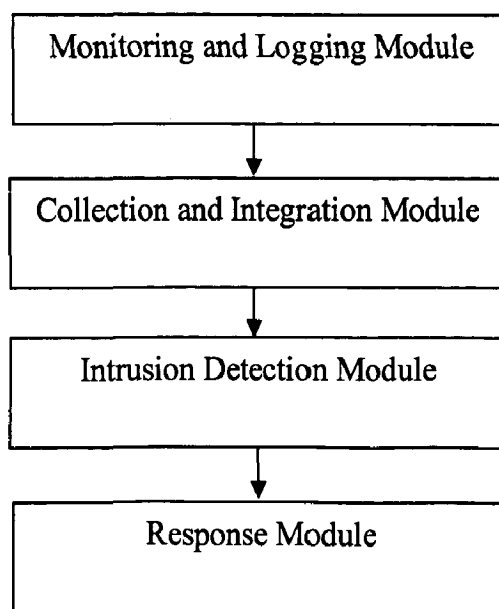 Monitoring and Logging Module
Collection and Integration Module
Intrusion Detection Module
Response Module